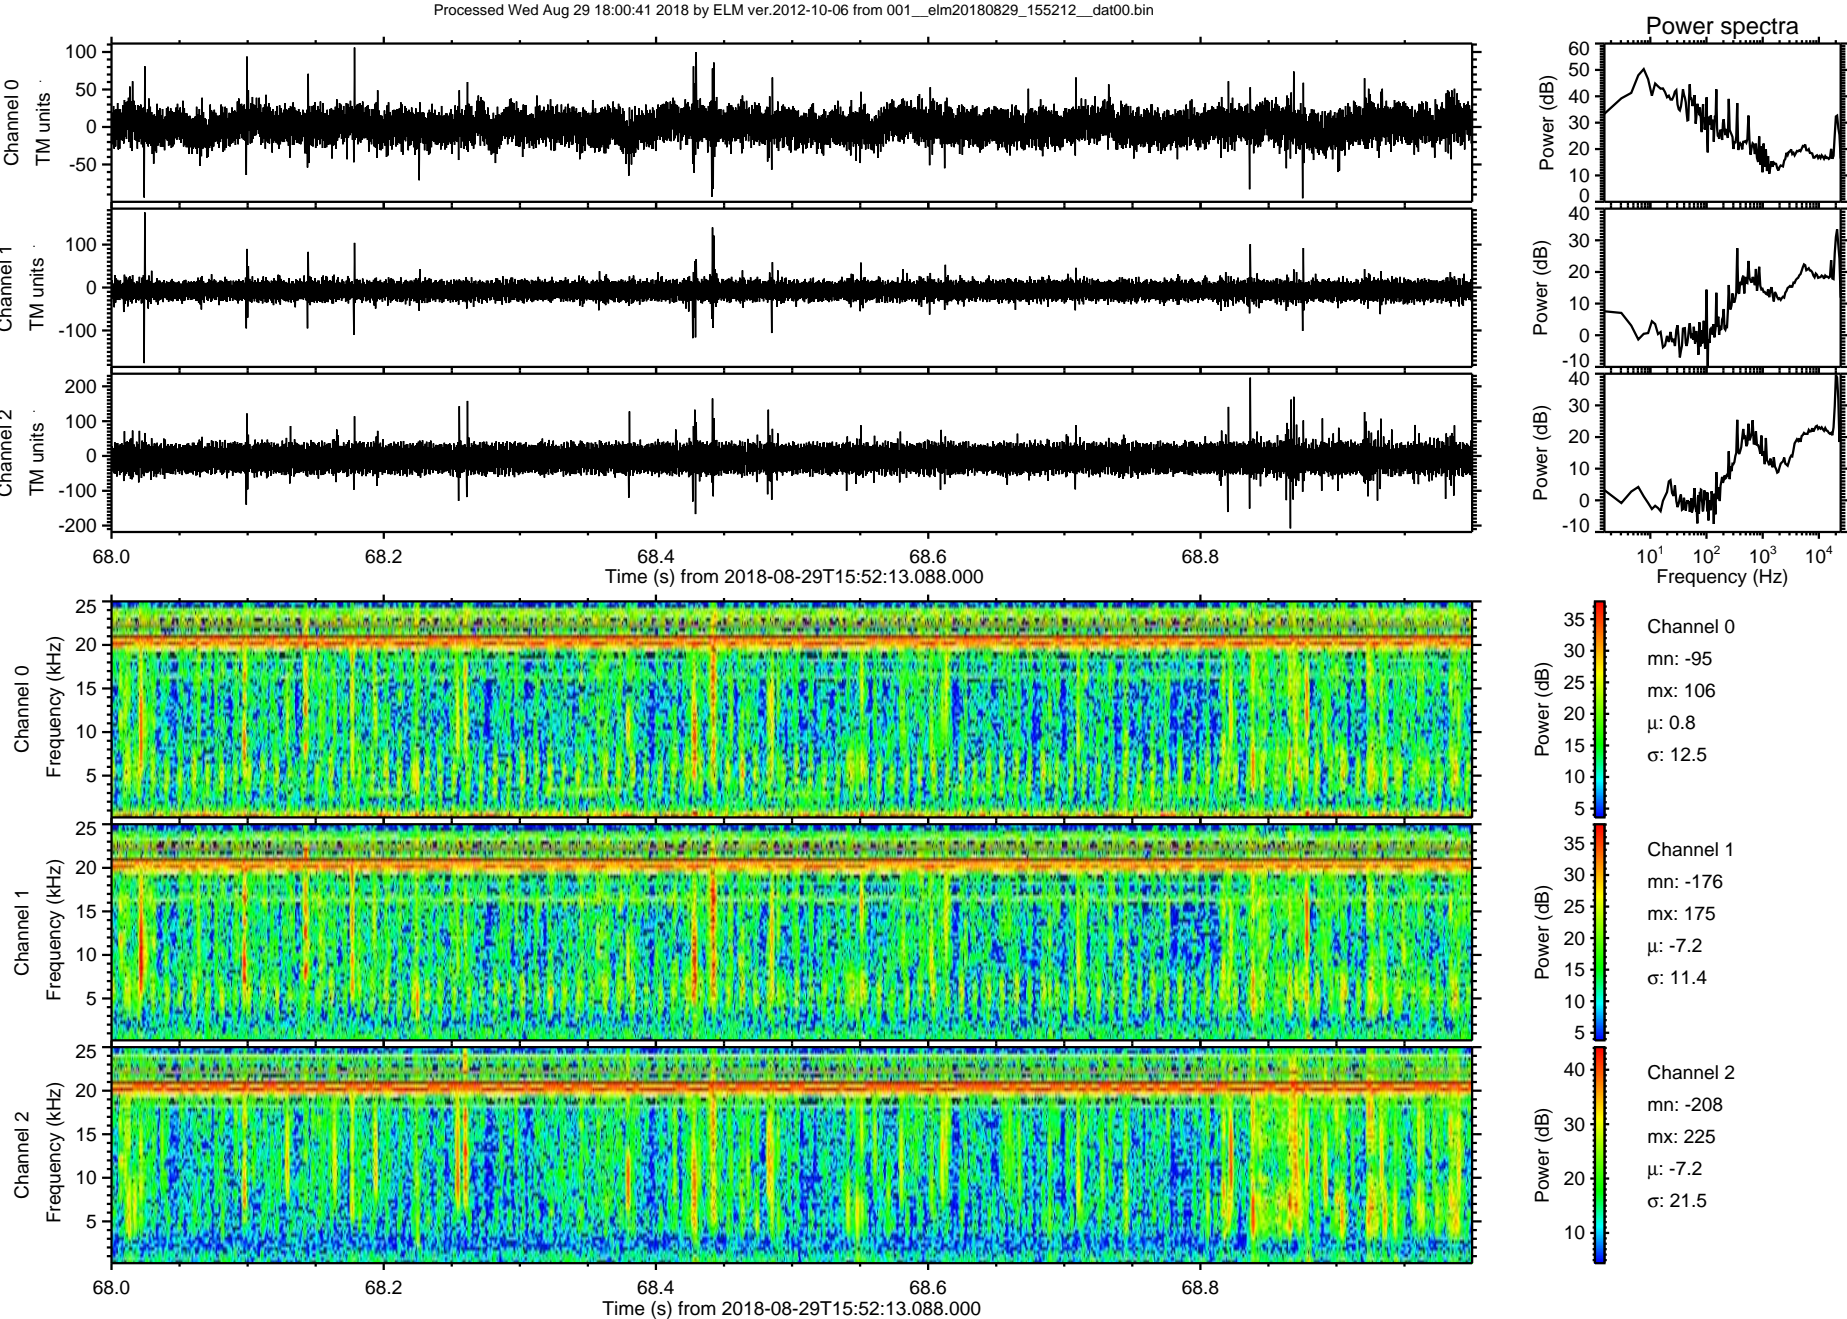 Processed Wed Aug 29 18:00:41 2018 by ELM ver.2012-10-06 from 001__elm20180829_155212__dat00.bin
Power spectra
Channel 0
TM units
100
50
0
-50
Power (dB)
60
50
40
30
20
10
0
Channel 1
TM units
100
0
-100
Power (dB)
40
30
20
10
0
-10
Channel 2
TM units
200
100
0
-100
-200
Power (dB)
40
30
20
10
0
-10
68.0 68.2 68.4 68.6 68.8
Time (s) from 2018-08-29T15:52:13.088.000
10¹ 10² 10³ 10⁴
Frequency (Hz)
Channel 0
Frequency (kHz)
25
20
15
10
5
Power (dB)
35
30
25
20
15
10
5
Channel 0
mn: -95
mx: 106
μ: 0.8
σ: 12.5
Channel 1
Frequency (kHz)
25
20
15
10
5
Power (dB)
35
30
25
20
15
10
5
Channel 1
mn: -176
mx: 175
μ: -7.2
σ: 11.4
Channel 2
Frequency (kHz)
25
20
15
10
5
Power (dB)
40
30
20
10
Channel 2
mn: -208
mx: 225
μ: -7.2
σ: 21.5
68.0 68.2 68.4 68.6 68.8
Time (s) from 2018-08-29T15:52:13.088.000